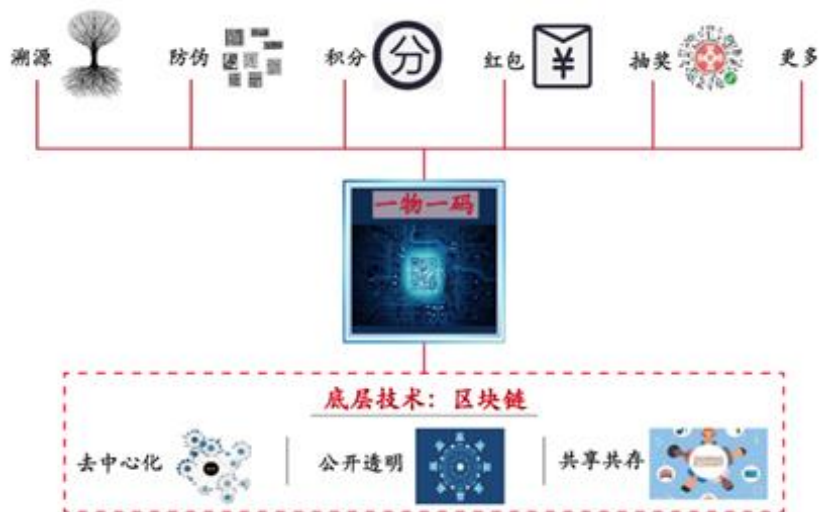 溯源 防伪 积分 分 红包 ¥ 抽奖 更多
一物一码
底层技术：区块链
去中心化 公开透明 共享共存